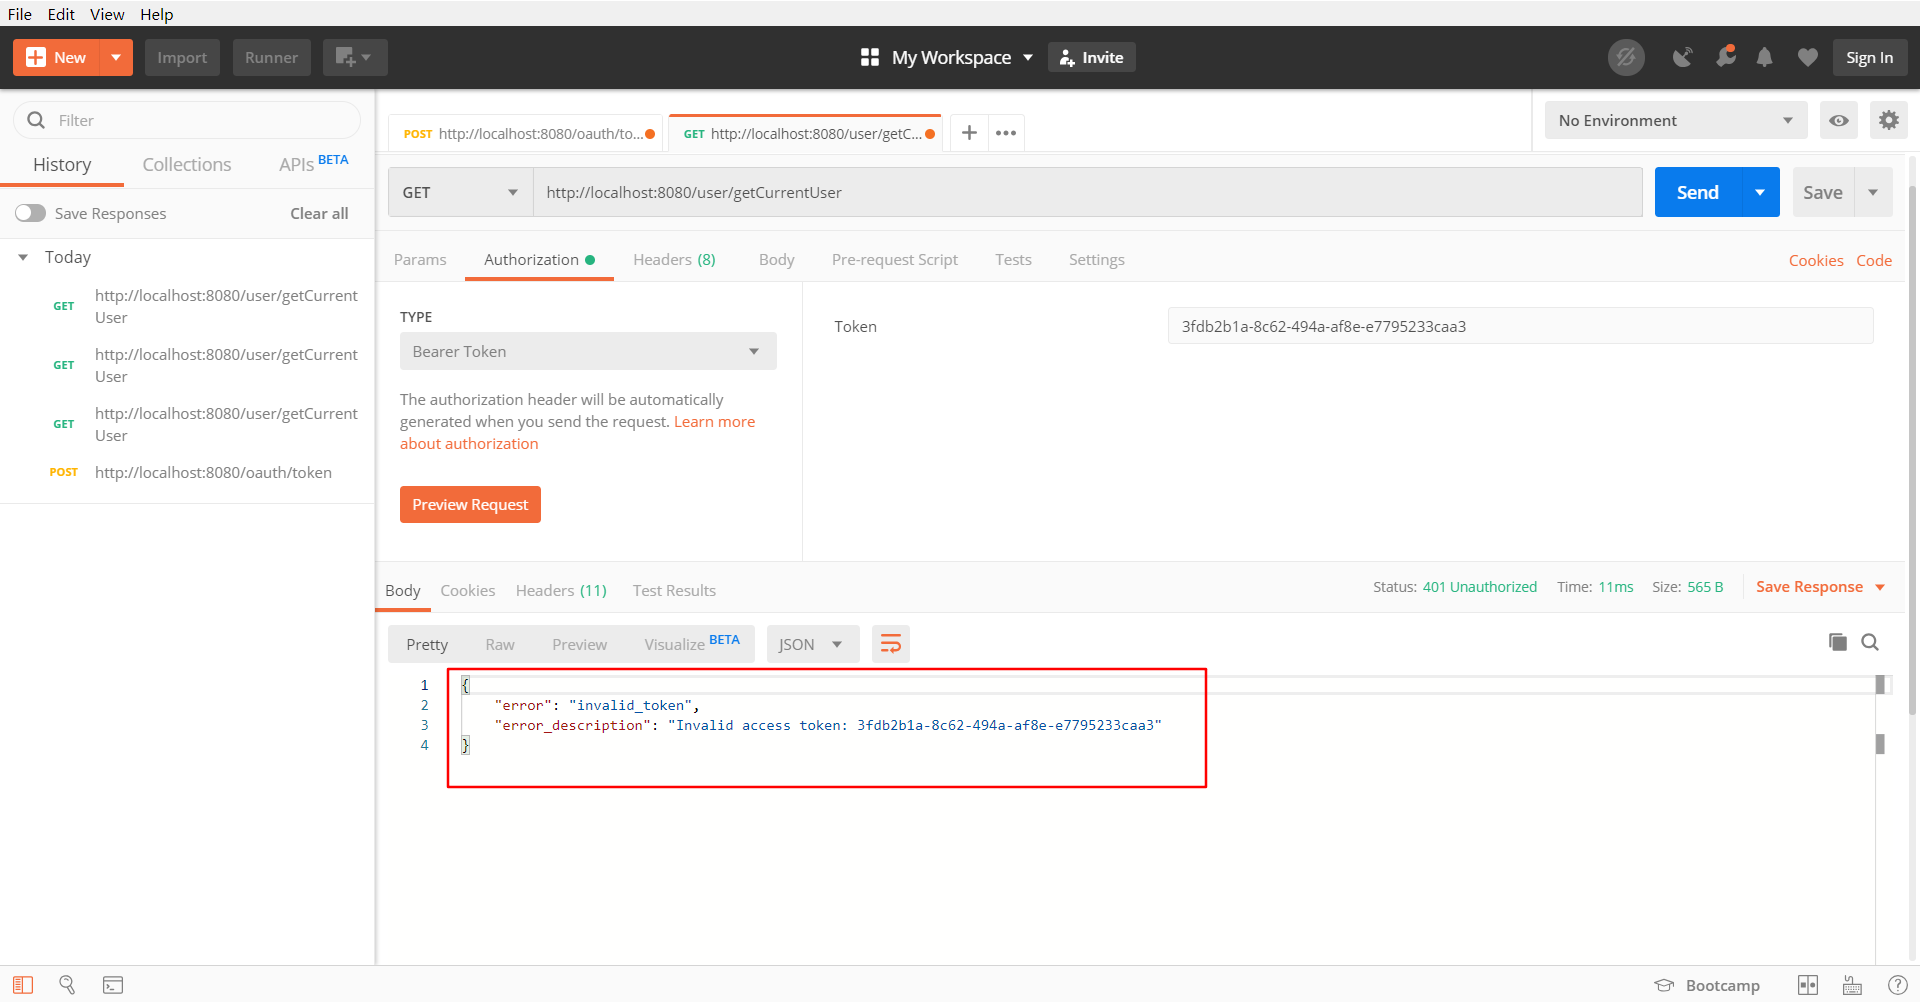 File Edit View Help
New Import Runner My Workspace Invite Sign In
Filter
History Collections APIs BETA
Save Responses Clear all
Today
GET http://localhost:8080/user/getCurrent
User
GET http://localhost:8080/user/getCurrent
User
GET http://localhost:8080/user/getCurrent
User
POST http://localhost:8080/oauth/token
POST http://localhost:8080/oauth/to... GET http://localhost:8080/user/getC... No Environment
GET http://localhost:8080/user/getCurrentUser Send Save
Params Authorization Headers (8) Body Pre-request Script Tests Settings Cookies Code
TYPE
Bearer Token
The authorization header will be automatically
generated when you send the request. Learn more
about authorization
Preview Request
Token 3fdb2b1a-8c62-494a-af8e-e7795233caa3
Body Cookies Headers (11) Test Results Status: 401 Unauthorized Time: 11ms Size: 565 B Save Response
Pretty Raw Preview Visualize BETA JSON
1 {
2 "error": "invalid_token",
3 "error_description": "Invalid access token: 3fdb2b1a-8c62-494a-af8e-e7795233caa3"
4 }
Bootcamp